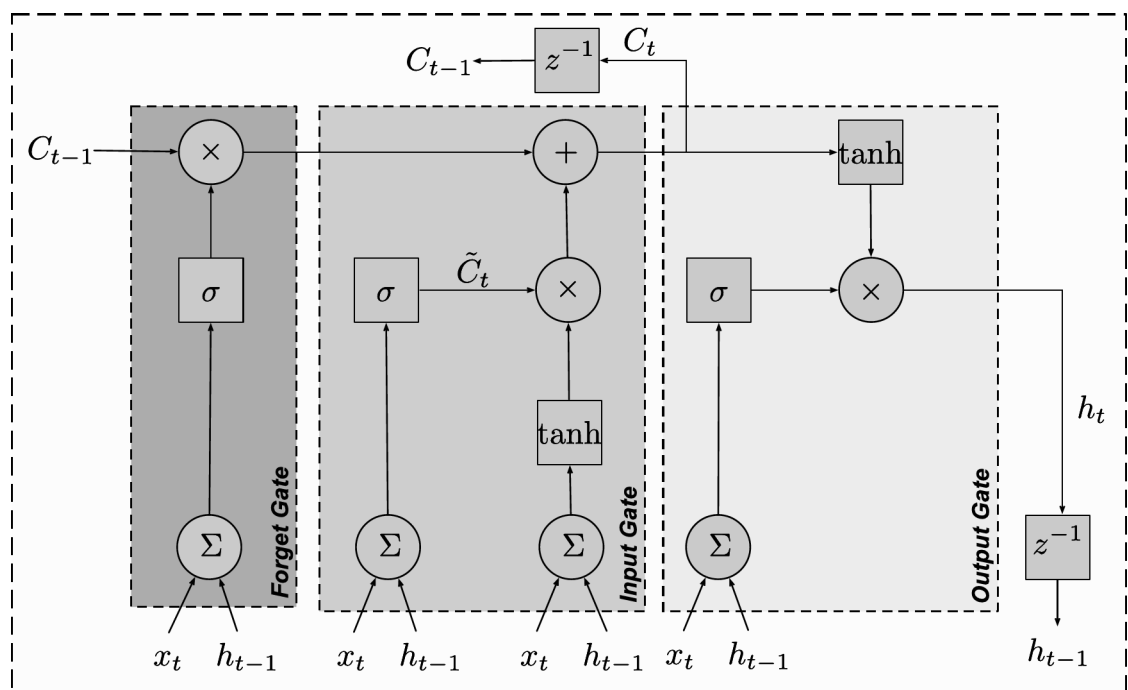 C_{t-1} z^{-1} C_t
C_{t-1} × + tanh
σ σ C̃_t × σ ×
tanh
h_t
Forget Gate
Input Gate
Output Gate
Σ Σ Σ Σ z^{-1}
x_t h_{t-1} x_t h_{t-1} x_t h_{t-1} x_t h_{t-1} h_{t-1}